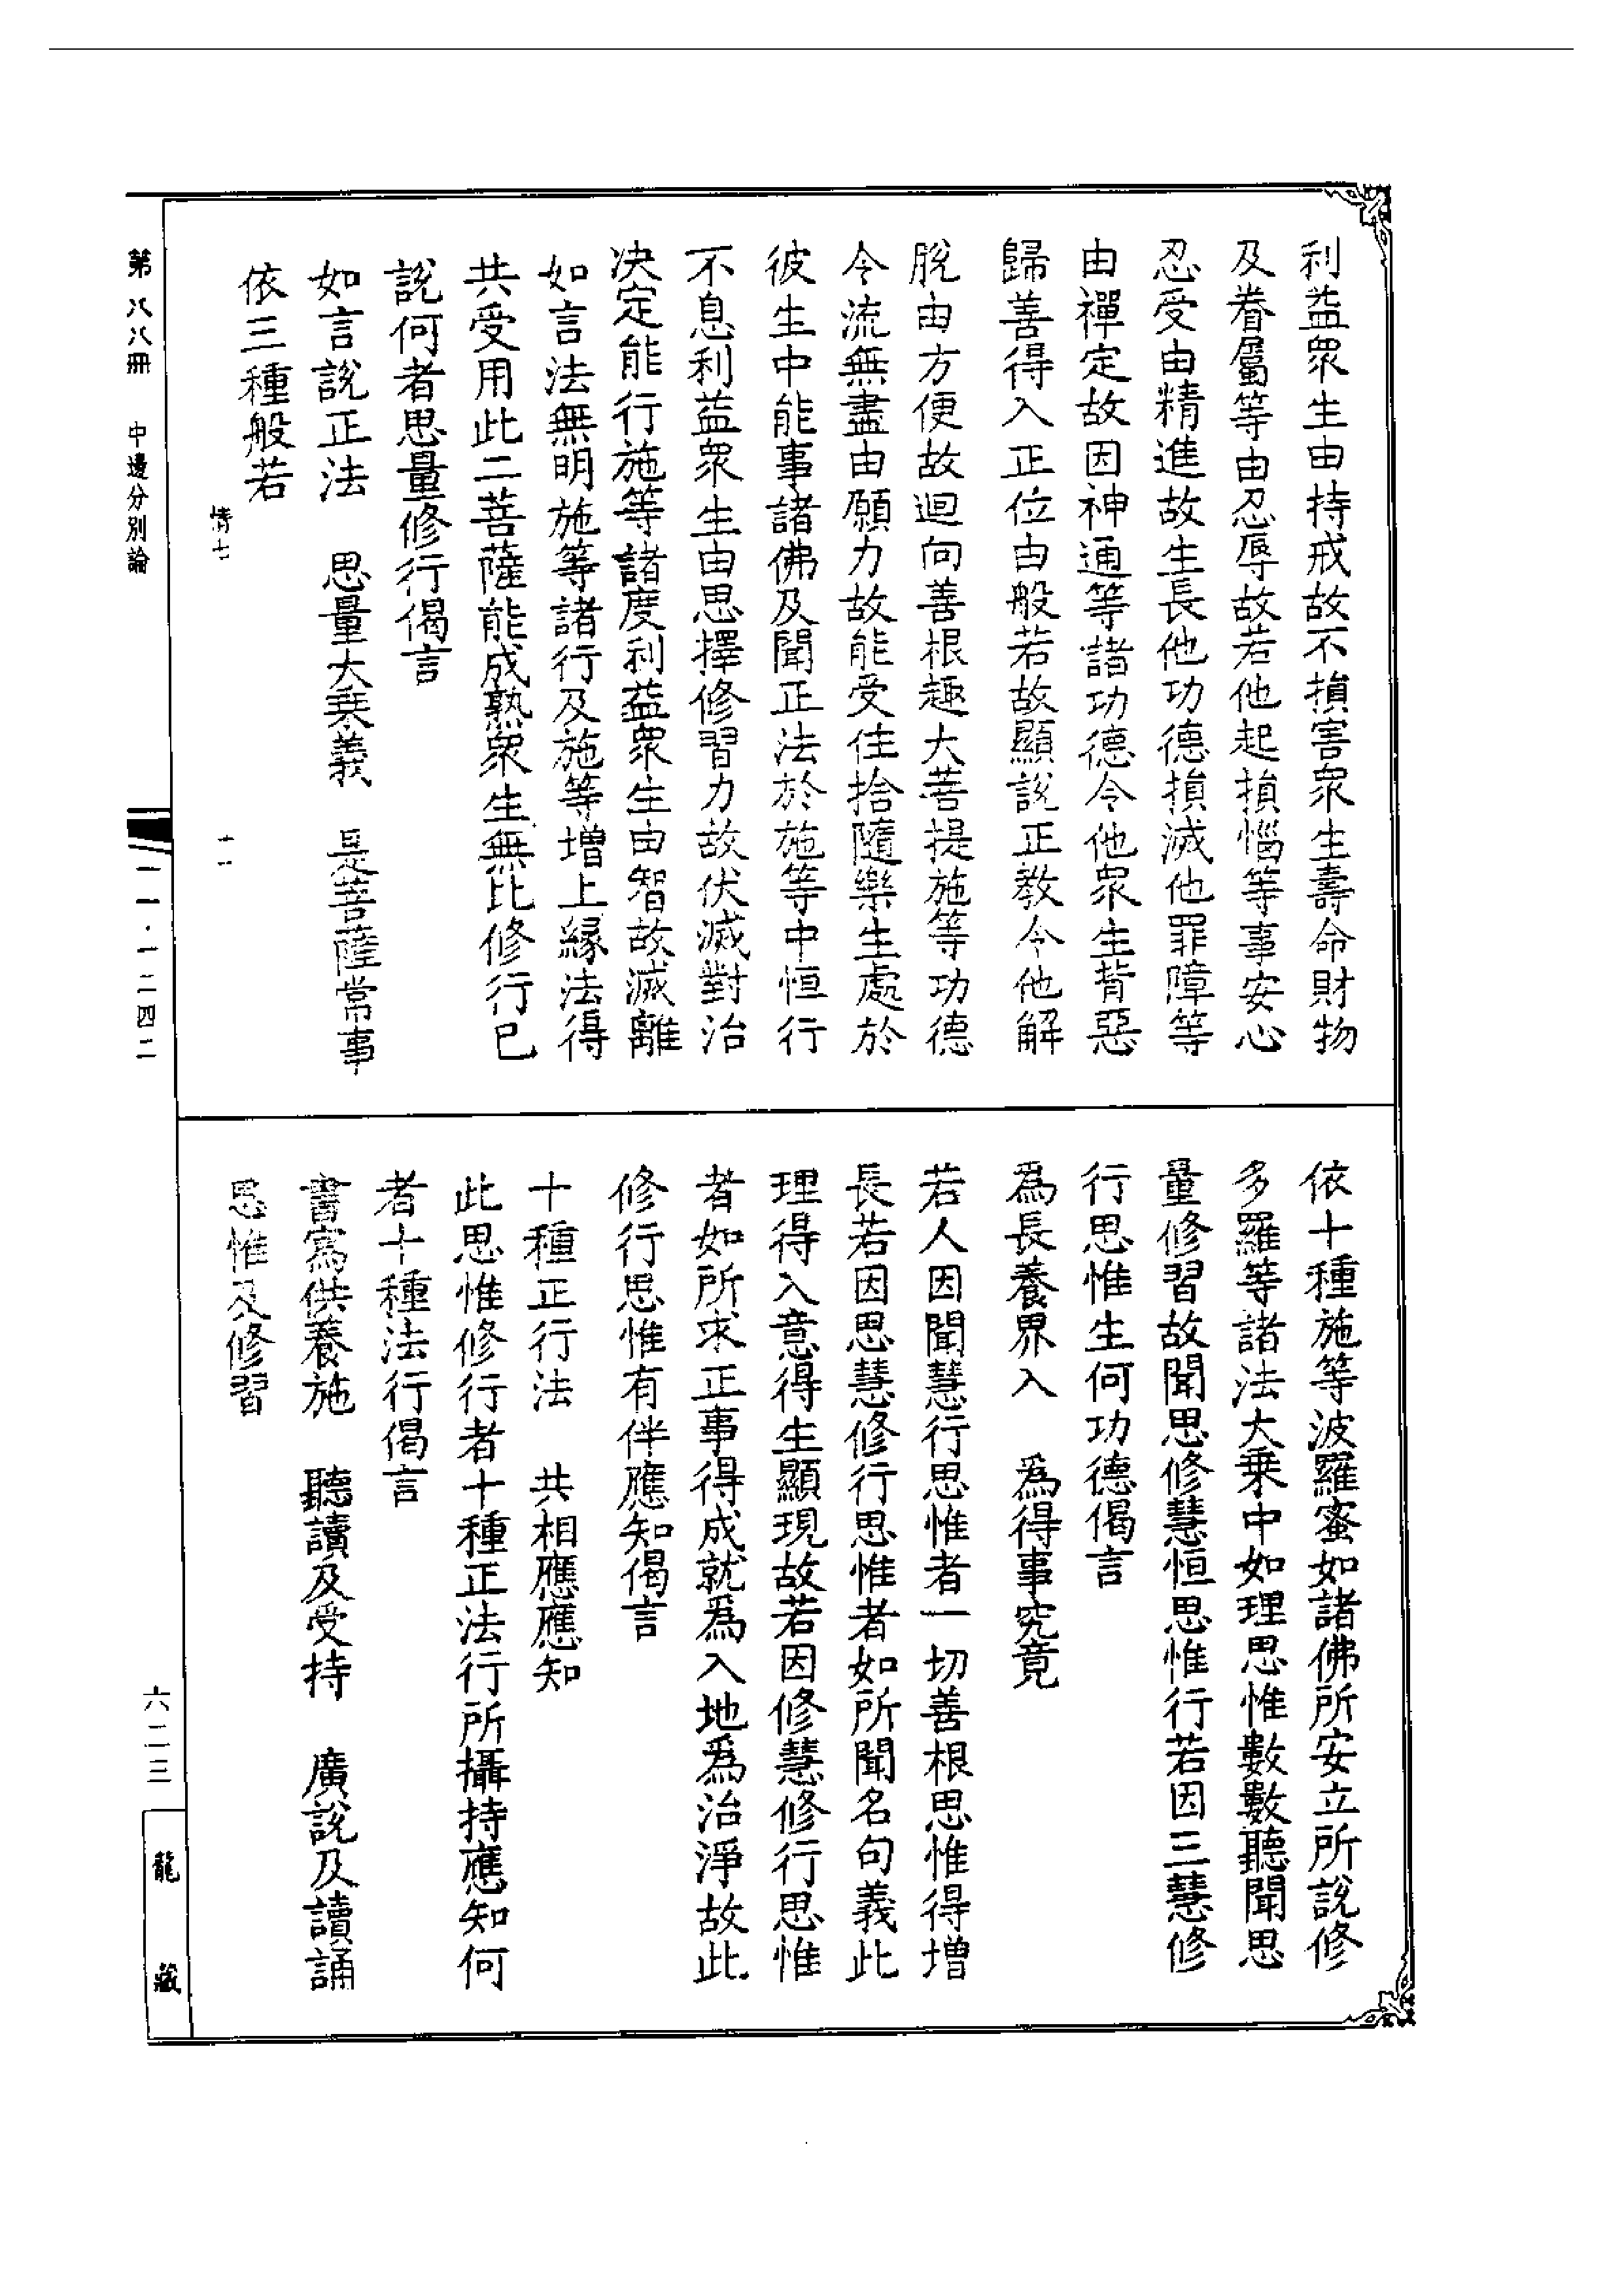 利益衆生由持戒故不損害衆生壽命財物
及眷屬等由忍辱故若他起損惱等事安心
忍受由精進故生長他功德損滅他罪障等
由禪定故因神通等諸功德令他衆生背惡
歸善得入正位由般若故顯說正教令他解
脫由方便故迴向善根趣大菩提施等功德
令流無盡由願力故能受住捨隨樂生處於
彼生中能事諸佛及聞正法於施等中恒行
不息利益衆生由思擇修習力故伏滅對治
決定能行施等諸度利益衆生由智故滅離
如言法無明施等諸行及施等增上緣法得
共受用此二菩薩能成熟衆生無比修行已
說何者思量修行偈言
如言說正法　思量大乘義　是菩薩常事
依三種般若
情七　十一
依十種施等波羅蜜如諸佛所安立所說修
多羅等諸法大乘中如理思惟數數聽聞思
量修習故聞思修慧恒思惟行若因三慧修
行思惟生何功德偈言
爲長養界入　爲得事究竟
若人因聞慧行思惟者一切善根思惟得增
長若因思慧修行思惟者如所聞名句義此
理得入意得生顯現故若因修慧修行思惟
者如所求正事得成就爲入地爲治淨故此
修行思惟有伴應知偈言
十種正行法　共相應應知
此思惟修行者十種正法行所攝持應知何
者十種法行偈言
書寫供養施　聽讀及受持　廣說及讀誦
思惟及修習
第八八冊　中邊分別論
一一·一二四二
六二三
龍藏